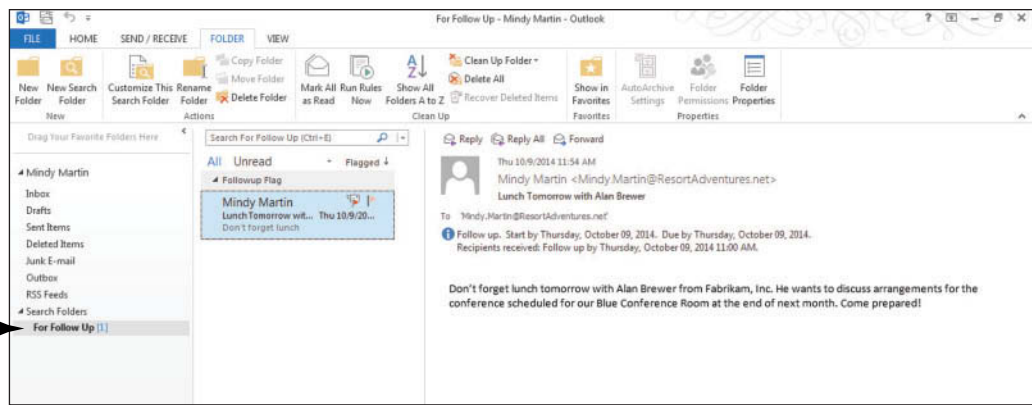 For Follow Up - Mindy Martin - Outlook
FILE HOME SEND / RECEIVE FOLDER VIEW
New Folder
New Search Folder
New
Customize This Search Folder
Rename Folder
Copy Folder
Move Folder
Delete Folder
Actions
Mark All as Read
Run Rules Now
Show All Folders A to Z
Clean Up Folder
Delete All
Recover Deleted Items
Clean Up
Show in Favorites
Favorites
AutoArchive Settings
Folder Permissions
Folder Properties
Properties
Drag Your Favorite Folders Here
Mindy Martin
Inbox
Drafts
Sent Items
Deleted Items
Junk E-mail
Outbox
RSS Feeds
Search Folders
For Follow Up [1]
Search For Follow Up (Ctrl+E)
All Unread Flagged
Followup Flag
Mindy Martin
Lunch Tomorrow wit... Thu 10/9/20...
Don't forget lunch
Reply Reply All Forward
Thu 10/9/2014 11:54 AM
Mindy Martin <Mindy.Martin@ResortAdventures.net>
Lunch Tomorrow with Alan Brewer
To 'Mindy.Martin@ResortAdventures.net'
Follow up. Start by Thursday, October 09, 2014. Due by Thursday, October 09, 2014.
Recipients received: Follow up by Thursday, October 09, 2014 11:00 AM.
Don't forget lunch tomorrow with Alan Brewer from Fabrikam, Inc. He wants to discuss arrangements for the
conference scheduled for our Blue Conference Room at the end of next month. Come prepared!